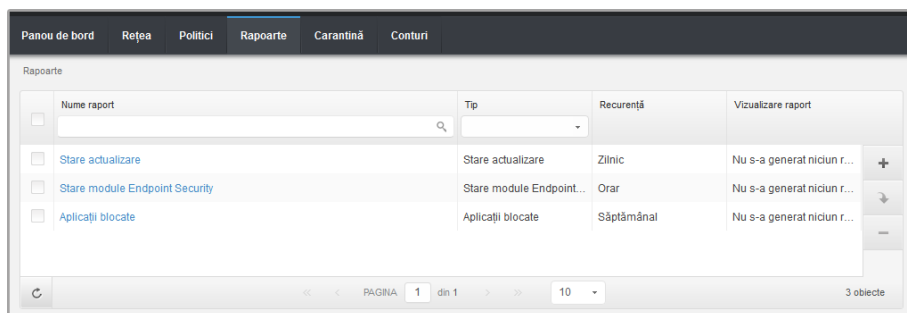 Panou de bord Rețea Politici Rapoarte Carantină Conturi
Rapoarte
Nume raport Tip Recurență Vizualizare raport
Stare actualizare Stare actualizare Zilnic Nu s-a generat niciun r...
Stare module Endpoint Security Stare module Endpoint... Orar Nu s-a generat niciun r...
Aplicații blocate Aplicații blocate Săptămânal Nu s-a generat niciun r...
PAGINA 1 din 1 10 3 obiecte